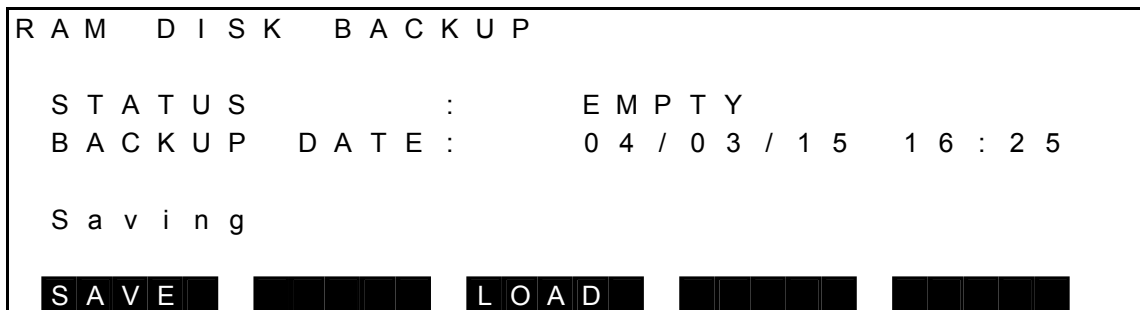 RAM DISK BACKUP
STATUS : EMPTY
BACKUP DATE: 04/03/15 16:25
Saving
SAVE LOAD